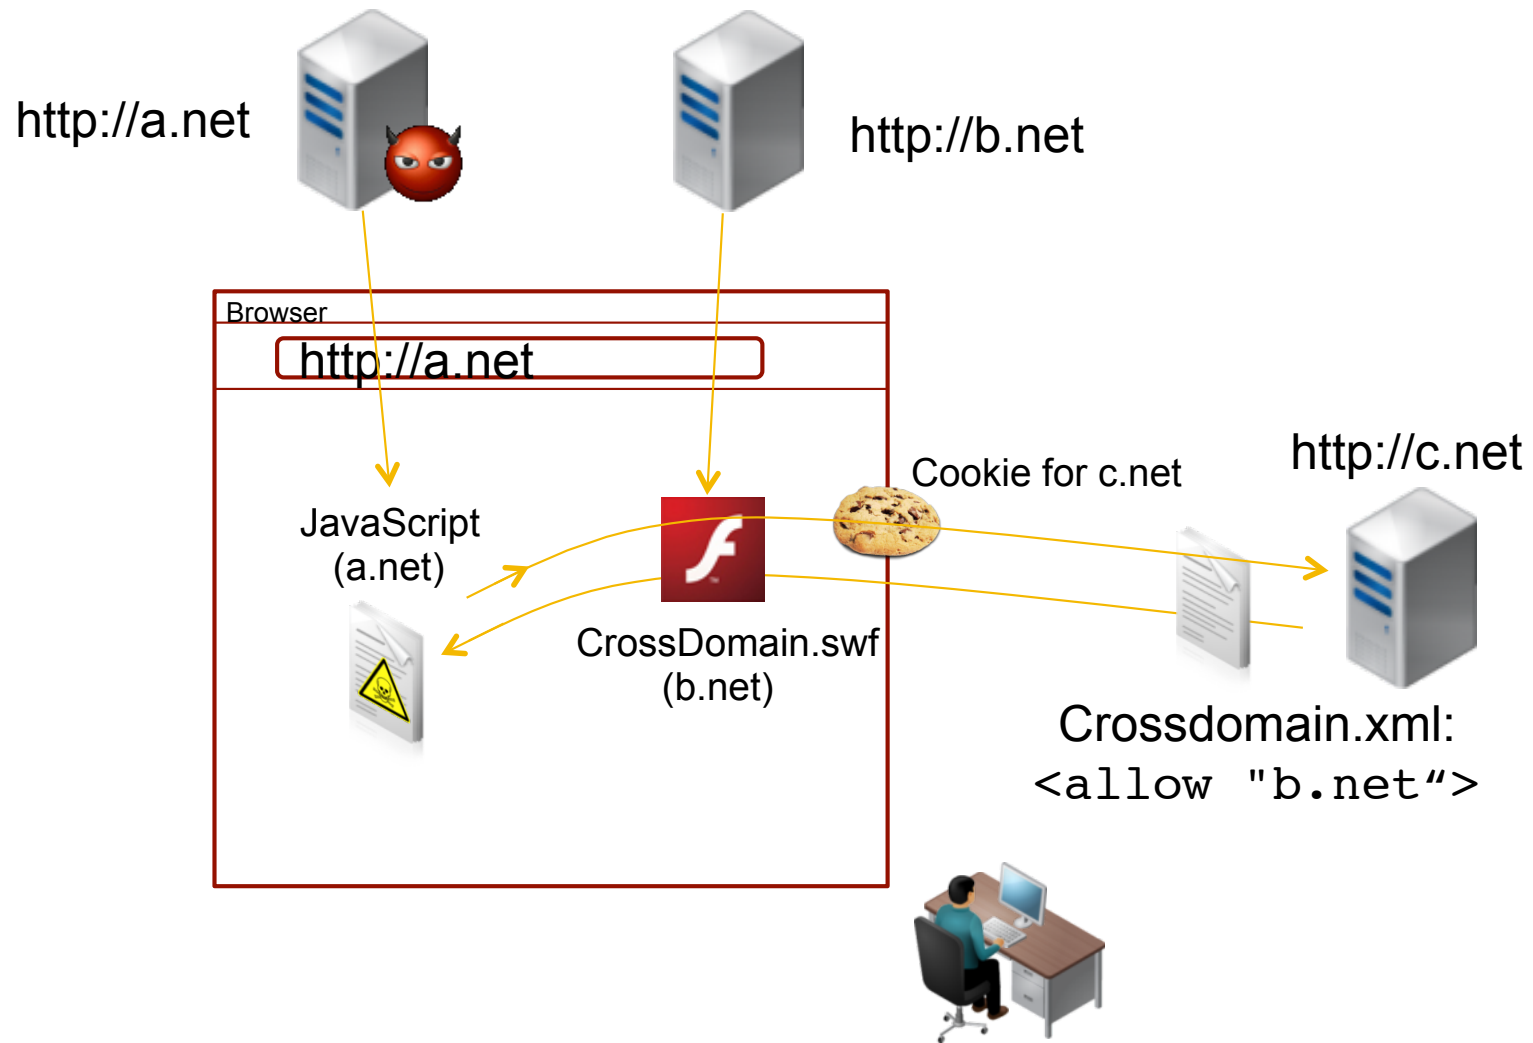 http://a.net
http://b.net
Browser
http://a.net
http://c.net
Cookie for c.net
JavaScript
(a.net)
CrossDomain.swf
(b.net)
Crossdomain.xml:
<allow "b.net“>